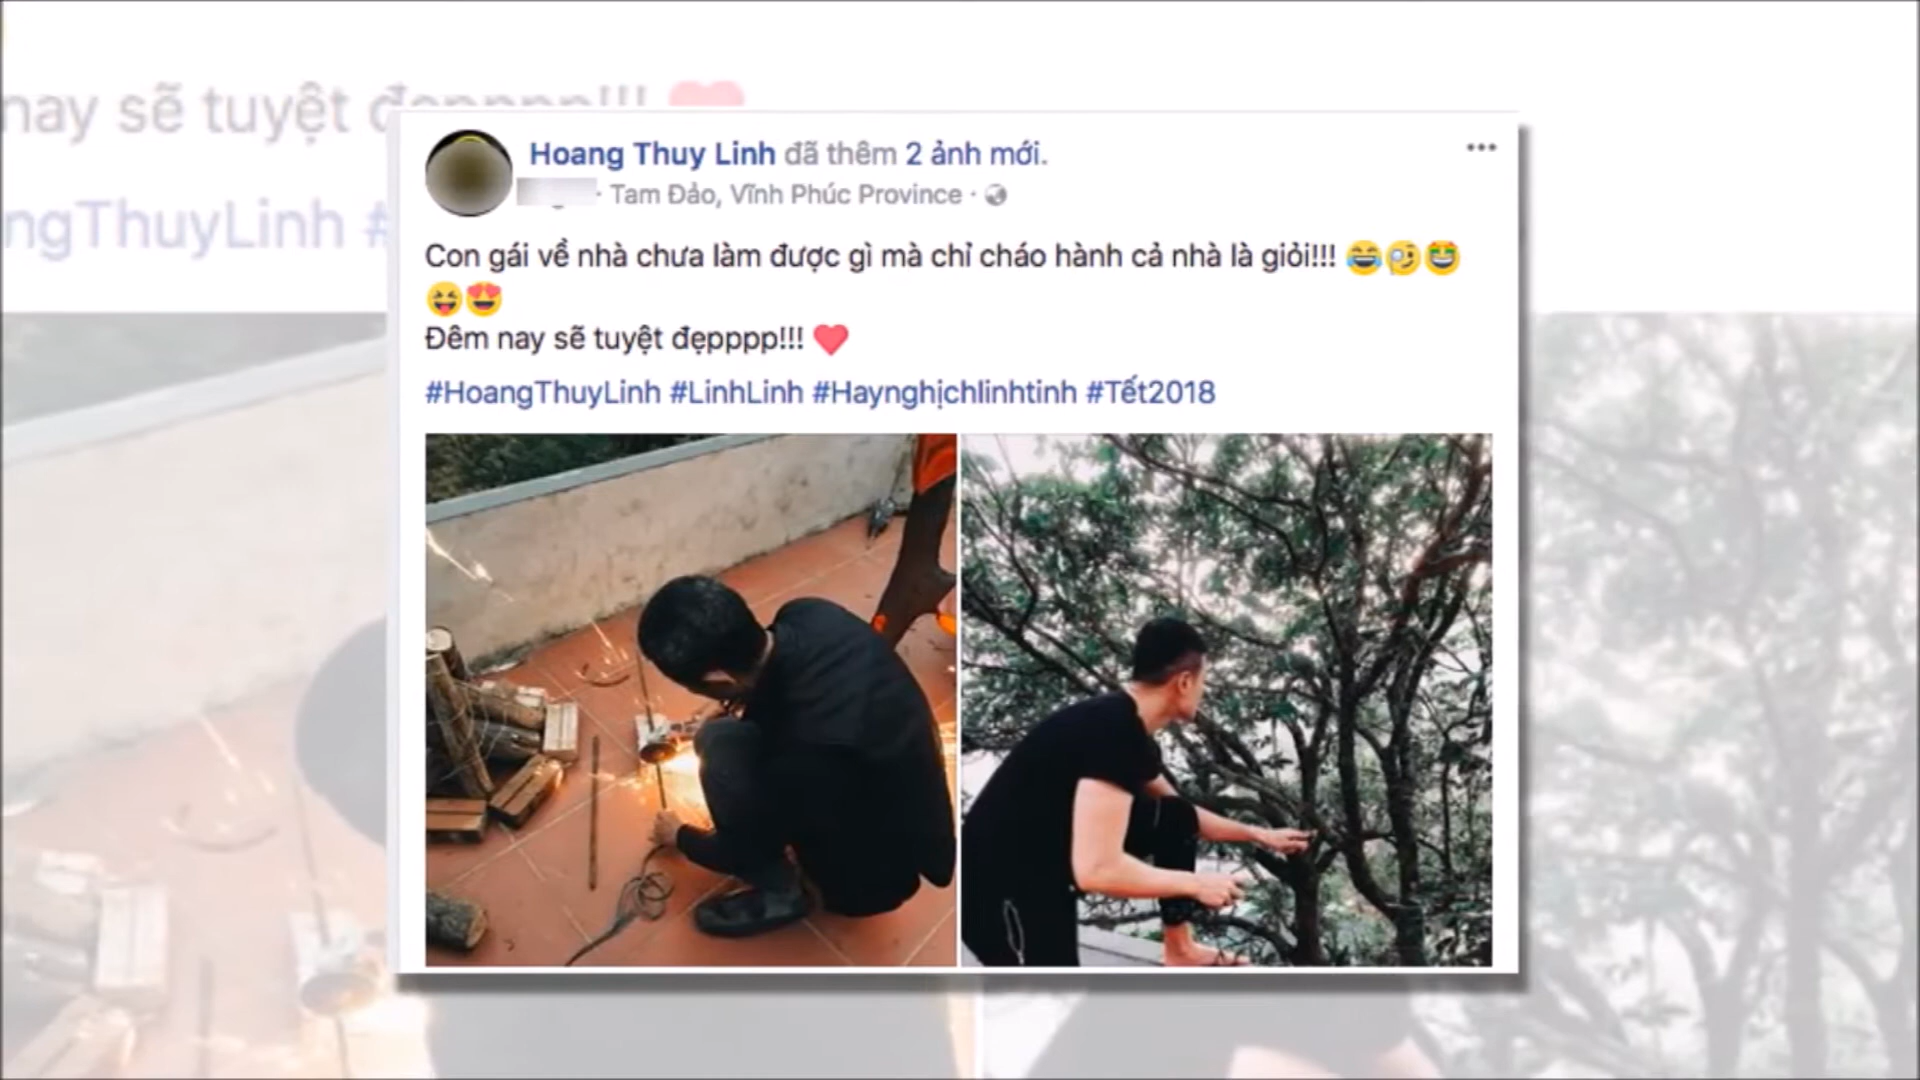 nay sẽ tuyệt đẹpppp!!!
ngThuyLinh #
Hoang Thuy Linh đã thêm 2 ảnh mới.
· Tam Đảo, Vĩnh Phúc Province ·
Con gái về nhà chưa làm được gì mà chỉ cháo hành cả nhà là giỏi!!! 😂🧐🤩
😝😍
Đêm nay sẽ tuyệt đẹpppp!!! ❤️
#HoangThuyLinh #LinhLinh #Haynghịchlinhtinh #Tết2018